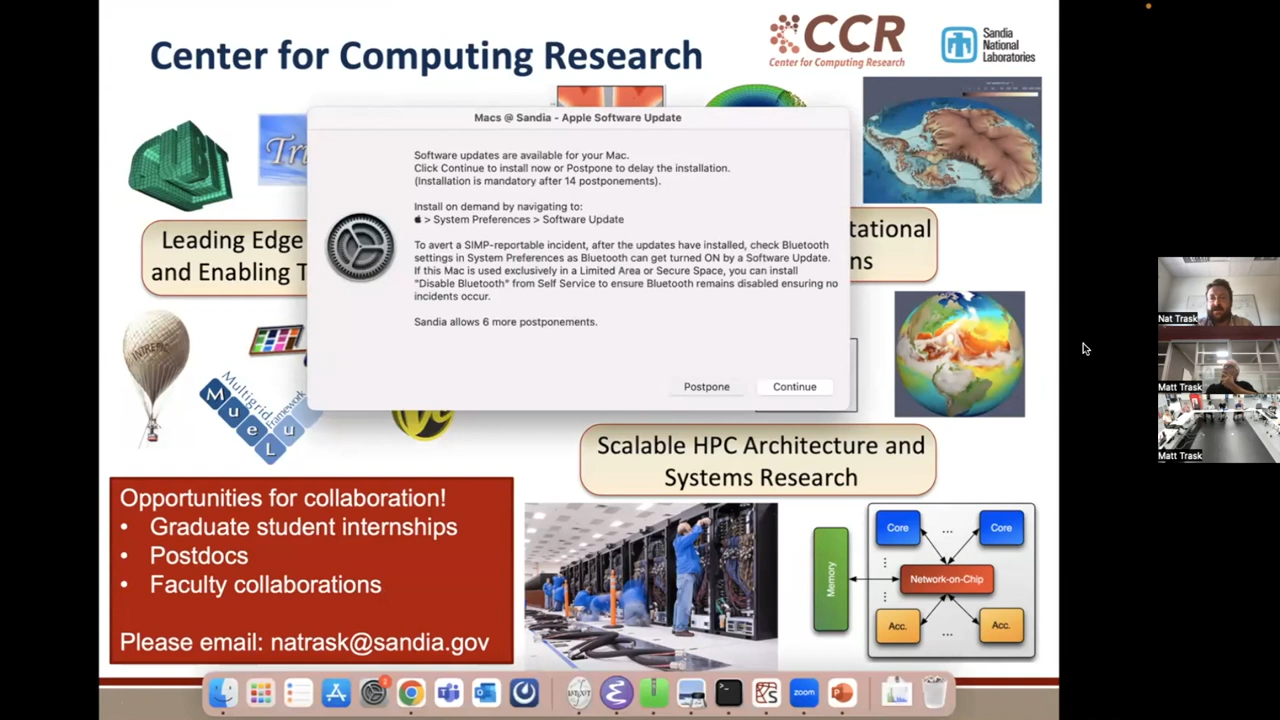 Center for Computing Research
CCR
Center for Computing Research
Sandia
National
Laboratories
Macs @ Sandia - Apple Software Update
Software updates are available for your Mac.
Click Continue to install now or Postpone to delay the installation.
(Installation is mandatory after 14 postponements).
Install on demand by navigating to:
> System Preferences > Software Update
To avert a SIMP-reportable incident, after the updates have installed, check Bluetooth
settings in System Preferences as Bluetooth can get turned ON by a Software Update.
If this Mac is used exclusively in a Limited Area or Secure Space, you can install
"Disable Bluetooth" from Self Service to ensure Bluetooth remains disabled ensuring no
incidents occur.
Sandia allows 6 more postponements.
Postpone
Continue
Tri
Leading Edge
and Enabling T
tational
ns
INTREPID
Multigrid
Framework
MueLu
Scalable HPC Architecture and
Systems Research
Opportunities for collaboration!
• Graduate student internships
• Postdocs
• Faculty collaborations
Please email: natrask@sandia.gov
Memory
Core
...
Core
Network-on-Chip
Acc.
...
Acc.
Nat Trask
Matt Trask
Matt Trask
2
zoom